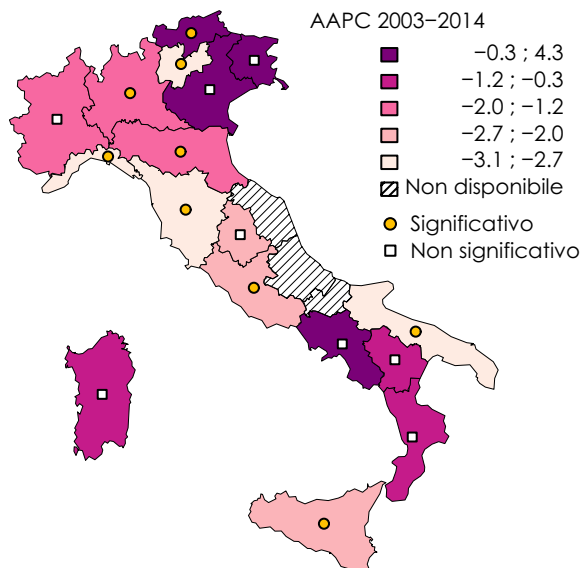 AAPC 2003−2014
−0.3 ; 4.3
−1.2 ; −0.3
−2.0 ; −1.2
−2.7 ; −2.0
−3.1 ; −2.7
Non disponibile
Significativo
Non significativo